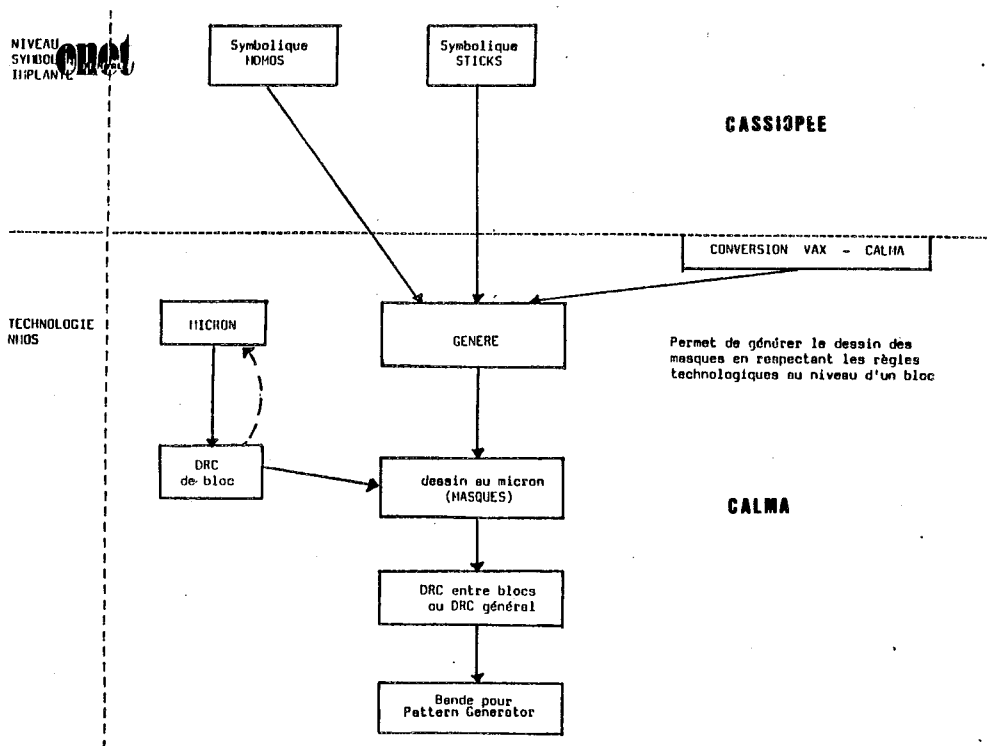 NIVEAU
SYMBOL
IMPLANTE
cnet
Symbolique
NOMOS
Symbolique
STICKS
CASSIOPEE
CONVERSION VAX - CALMA
TECHNOLOGIE
NMOS
MICRON
GENERE
Permet de générer le dessin des
masques en respectant les règles
technologiques au niveau d'un bloc
DRC
de bloc
dessin au micron
(MASQUES)
CALMA
DRC entre blocs
ou DRC général
Bande pour
Pattern Generator